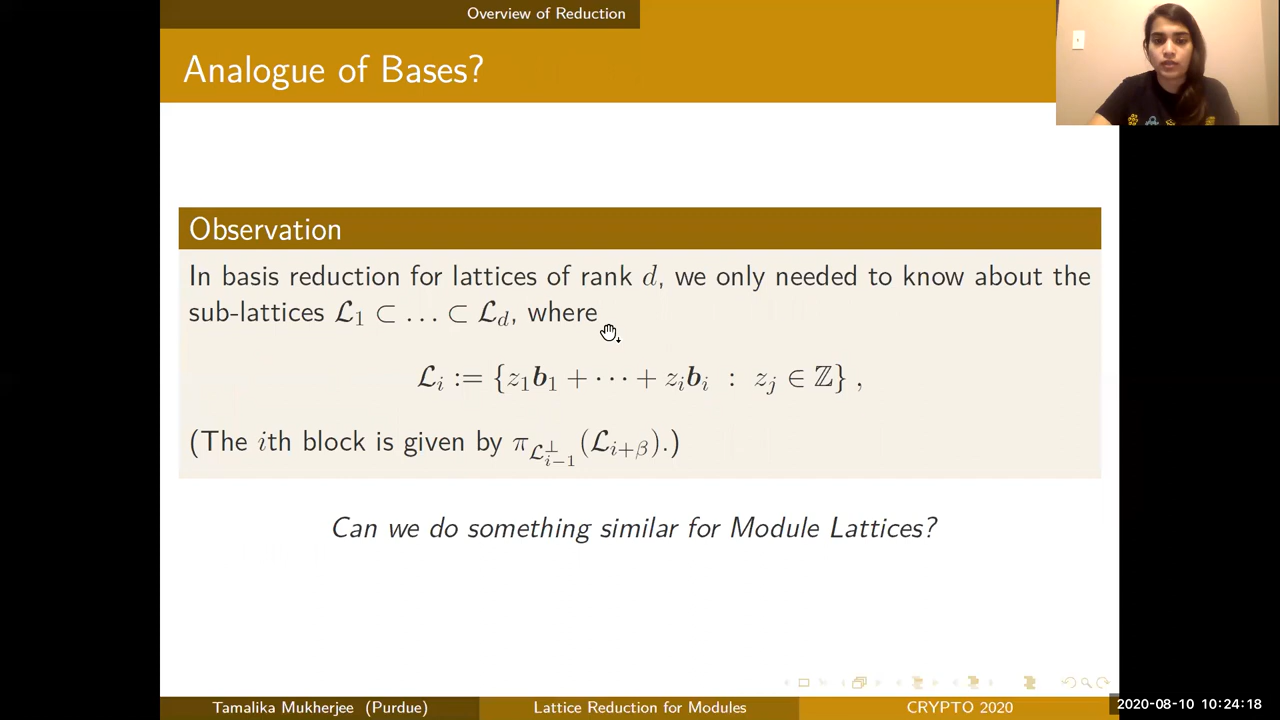 Overview of Reduction
Analogue of Bases?
Observation
In basis reduction for lattices of rank d, we only needed to know about the
sub-lattices ℒ₁ ⊂ … ⊂ ℒ_d, where
ℒᵢ := {z₁b₁ + ⋯ + zᵢbᵢ : zⱼ ∈ ℤ} ,
(The ith block is given by π_{ℒ_{i−1}^⊥}(ℒ_{i+β}).)
Can we do something similar for Module Lattices?
Tamalika Mukherjee (Purdue)
Lattice Reduction for Modules
CRYPTO 2020
2020-08-10 10:24:18